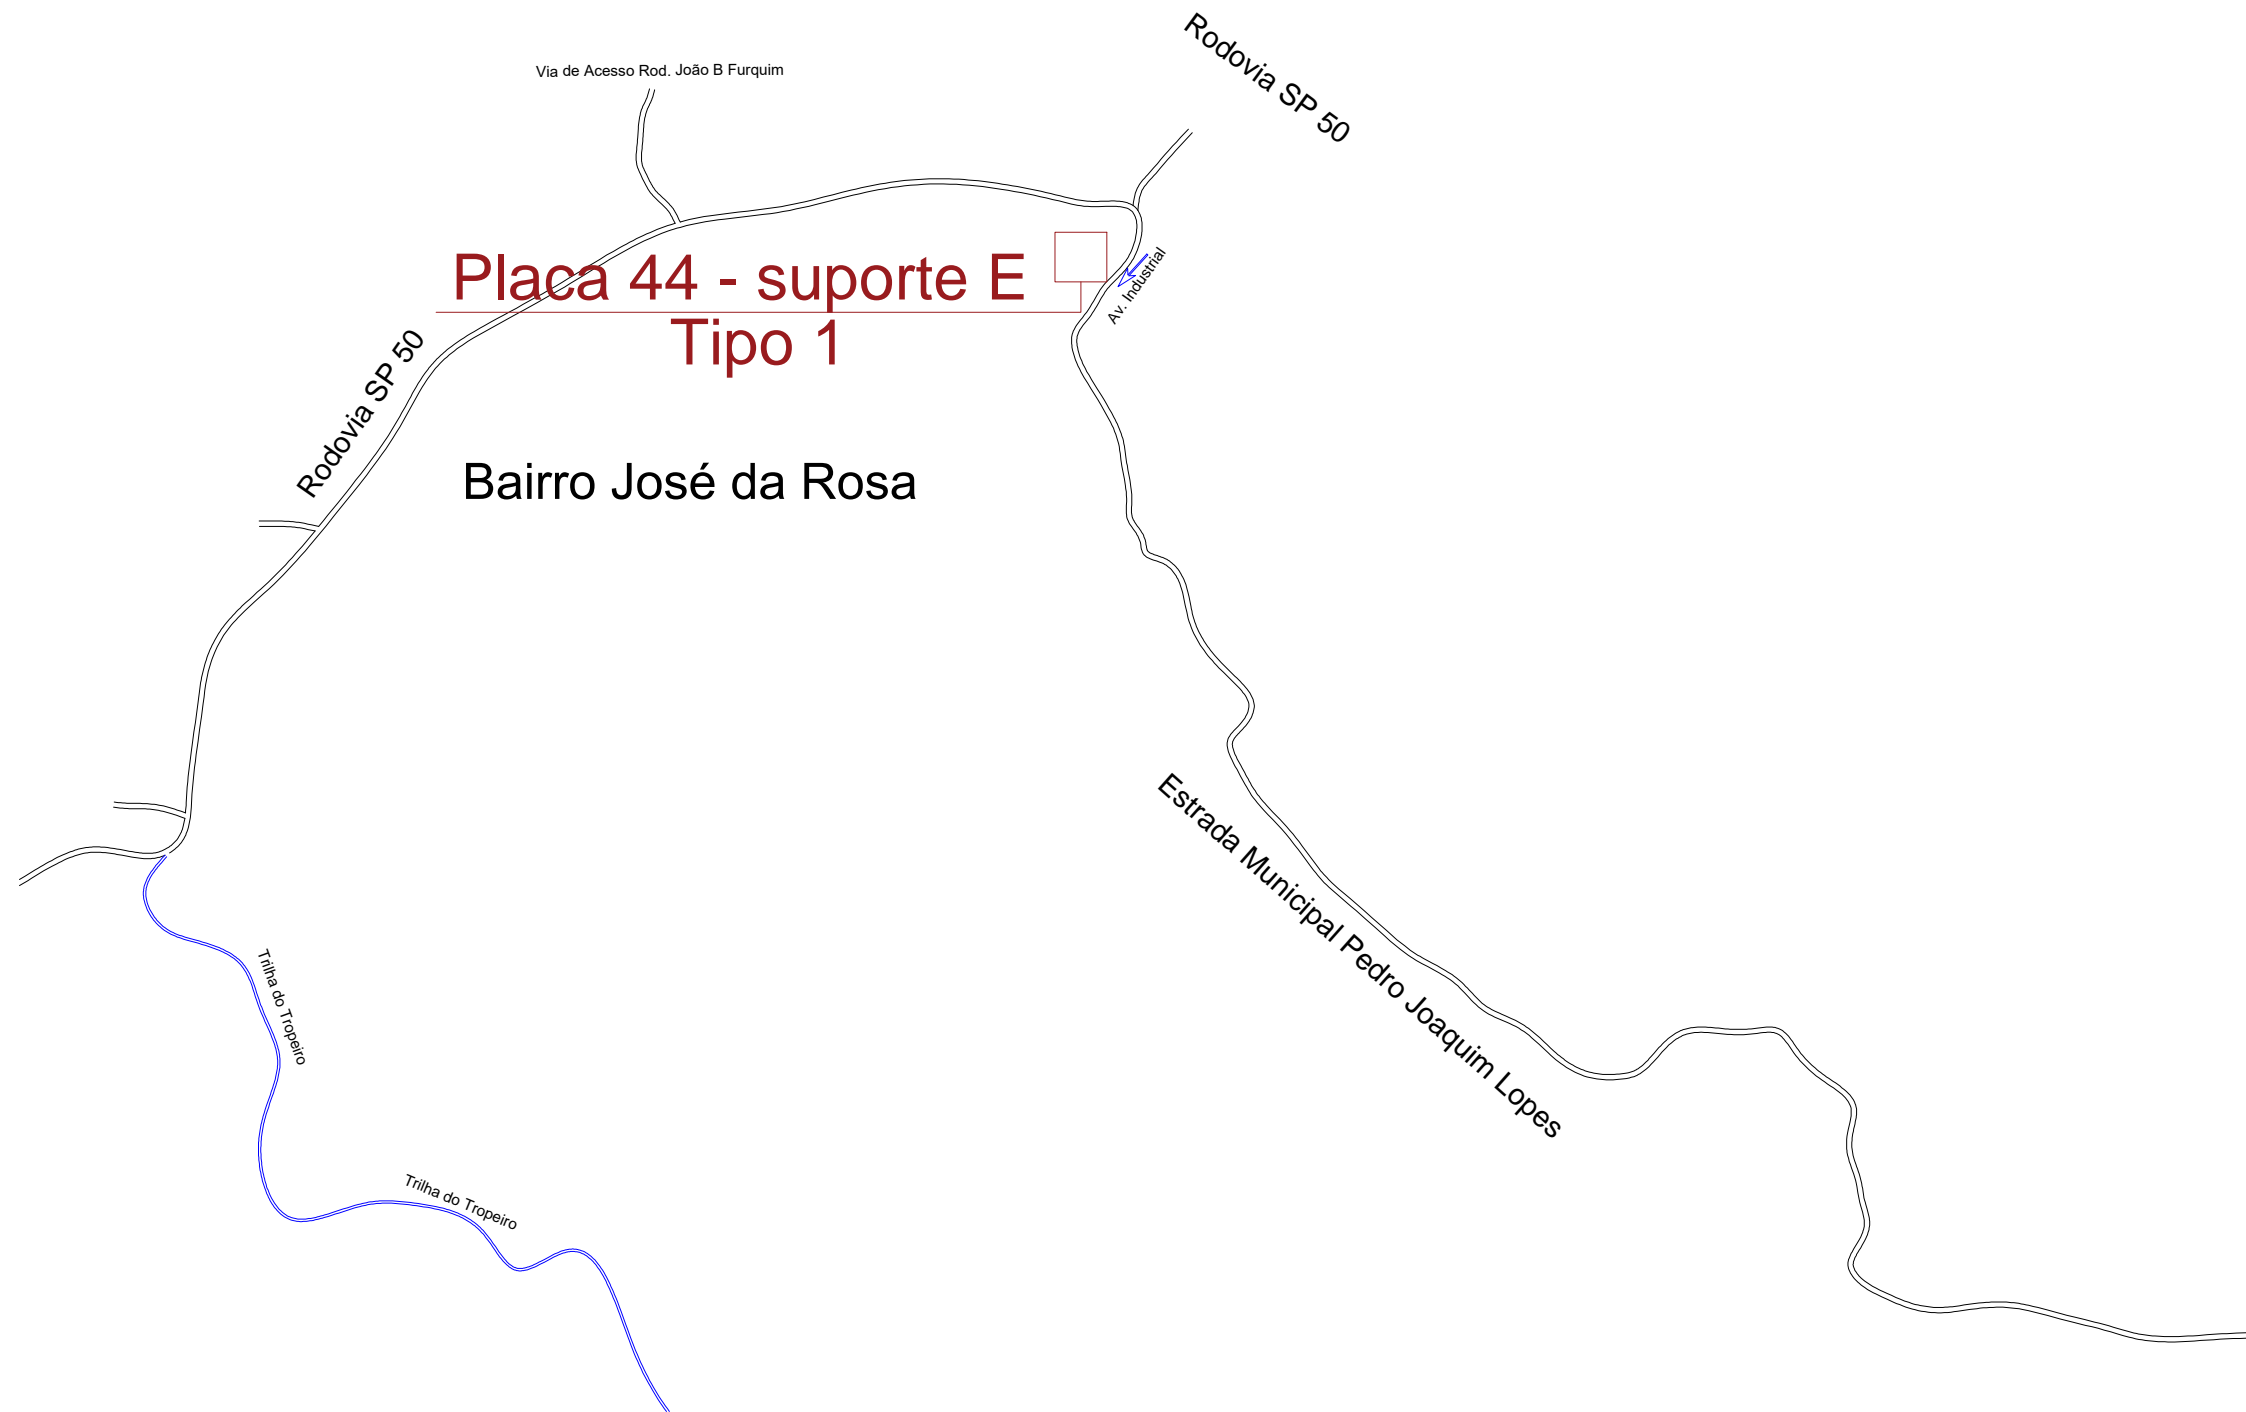 Rodovia SP 50
Via de Acesso Rod. João B Furquim
Av. Industrial
Placa 44 - suporte E
Tipo 1
Rodovia SP 50
Bairro José da Rosa
Estrada Municipal Pedro Joaquim Lopes
Trilha do Tropeiro
Trilha do Tropeiro